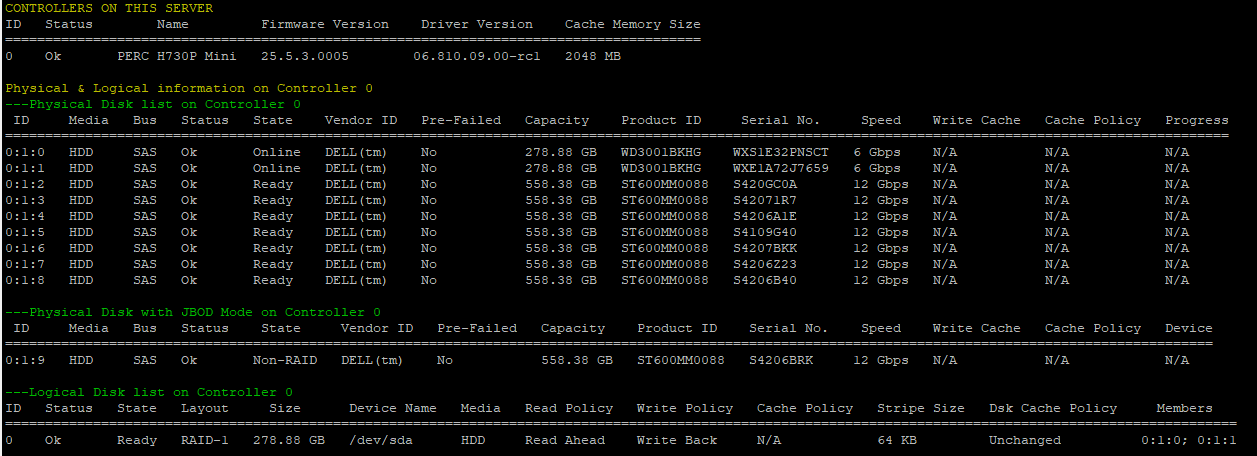 CONTROLLERS ON THIS SERVER
ID   Status        Name         Firmware Version    Driver Version    Cache Memory Size
=======================================================================================
0    Ok       PERC H730P Mini   25.5.3.0005        06.810.09.00-rc1   2048 MB
Physical & Logical information on Controller 0
---Physical Disk list on Controller 0
 ID     Media   Bus   Status   State    Vendor ID   Pre-Failed   Capacity    Product ID     Serial No.     Speed    Write Cache   Cache Policy   Progress
=========================================================================================================================================================
0:1:0   HDD     SAS   Ok       Online   DELL(tm)    No           278.88 GB   WD3001BKHG    WXS1E32PNSCT   6 Gbps    N/A           N/A            N/A
0:1:1   HDD     SAS   Ok       Online   DELL(tm)    No           278.88 GB   WD3001BKHG    WXE1A72J7659   6 Gbps    N/A           N/A            N/A
0:1:2   HDD     SAS   Ok       Ready    DELL(tm)    No           558.38 GB   ST600MM0088   S420GC0A       12 Gbps   N/A           N/A            N/A
0:1:3   HDD     SAS   Ok       Ready    DELL(tm)    No           558.38 GB   ST600MM0088   S42071R7       12 Gbps   N/A           N/A            N/A
0:1:4   HDD     SAS   Ok       Ready    DELL(tm)    No           558.38 GB   ST600MM0088   S4206A1E       12 Gbps   N/A           N/A            N/A
0:1:5   HDD     SAS   Ok       Ready    DELL(tm)    No           558.38 GB   ST600MM0088   S4109G40       12 Gbps   N/A           N/A            N/A
0:1:6   HDD     SAS   Ok       Ready    DELL(tm)    No           558.38 GB   ST600MM0088   S4207BKK       12 Gbps   N/A           N/A            N/A
0:1:7   HDD     SAS   Ok       Ready    DELL(tm)    No           558.38 GB   ST600MM0088   S4206Z23       12 Gbps   N/A           N/A            N/A
0:1:8   HDD     SAS   Ok       Ready    DELL(tm)    No           558.38 GB   ST600MM0088   S4206B40       12 Gbps   N/A           N/A            N/A
---Physical Disk with JBOD Mode on Controller 0
 ID     Media   Bus   Status    State     Vendor ID   Pre-Failed   Capacity    Product ID    Serial No.    Speed    Write Cache   Cache Policy   Device
=======================================================================================================================================================
0:1:9   HDD     SAS   Ok       Non-RAID   DELL(tm)    No           558.38 GB   ST600MM0088   S4206BRK      12 Gbps   N/A           N/A            N/A
---Logical Disk list on Controller 0
ID   Status   State   Layout     Size      Device Name   Media   Read Policy   Write Policy   Cache Policy   Stripe Size   Dsk Cache Policy     Members
==========================================================================================================================================================
0    Ok       Ready   RAID-1   278.88 GB   /dev/sda      HDD     Read Ahead    Write Back     N/A            64 KB         Unchanged          0:1:0; 0:1:1